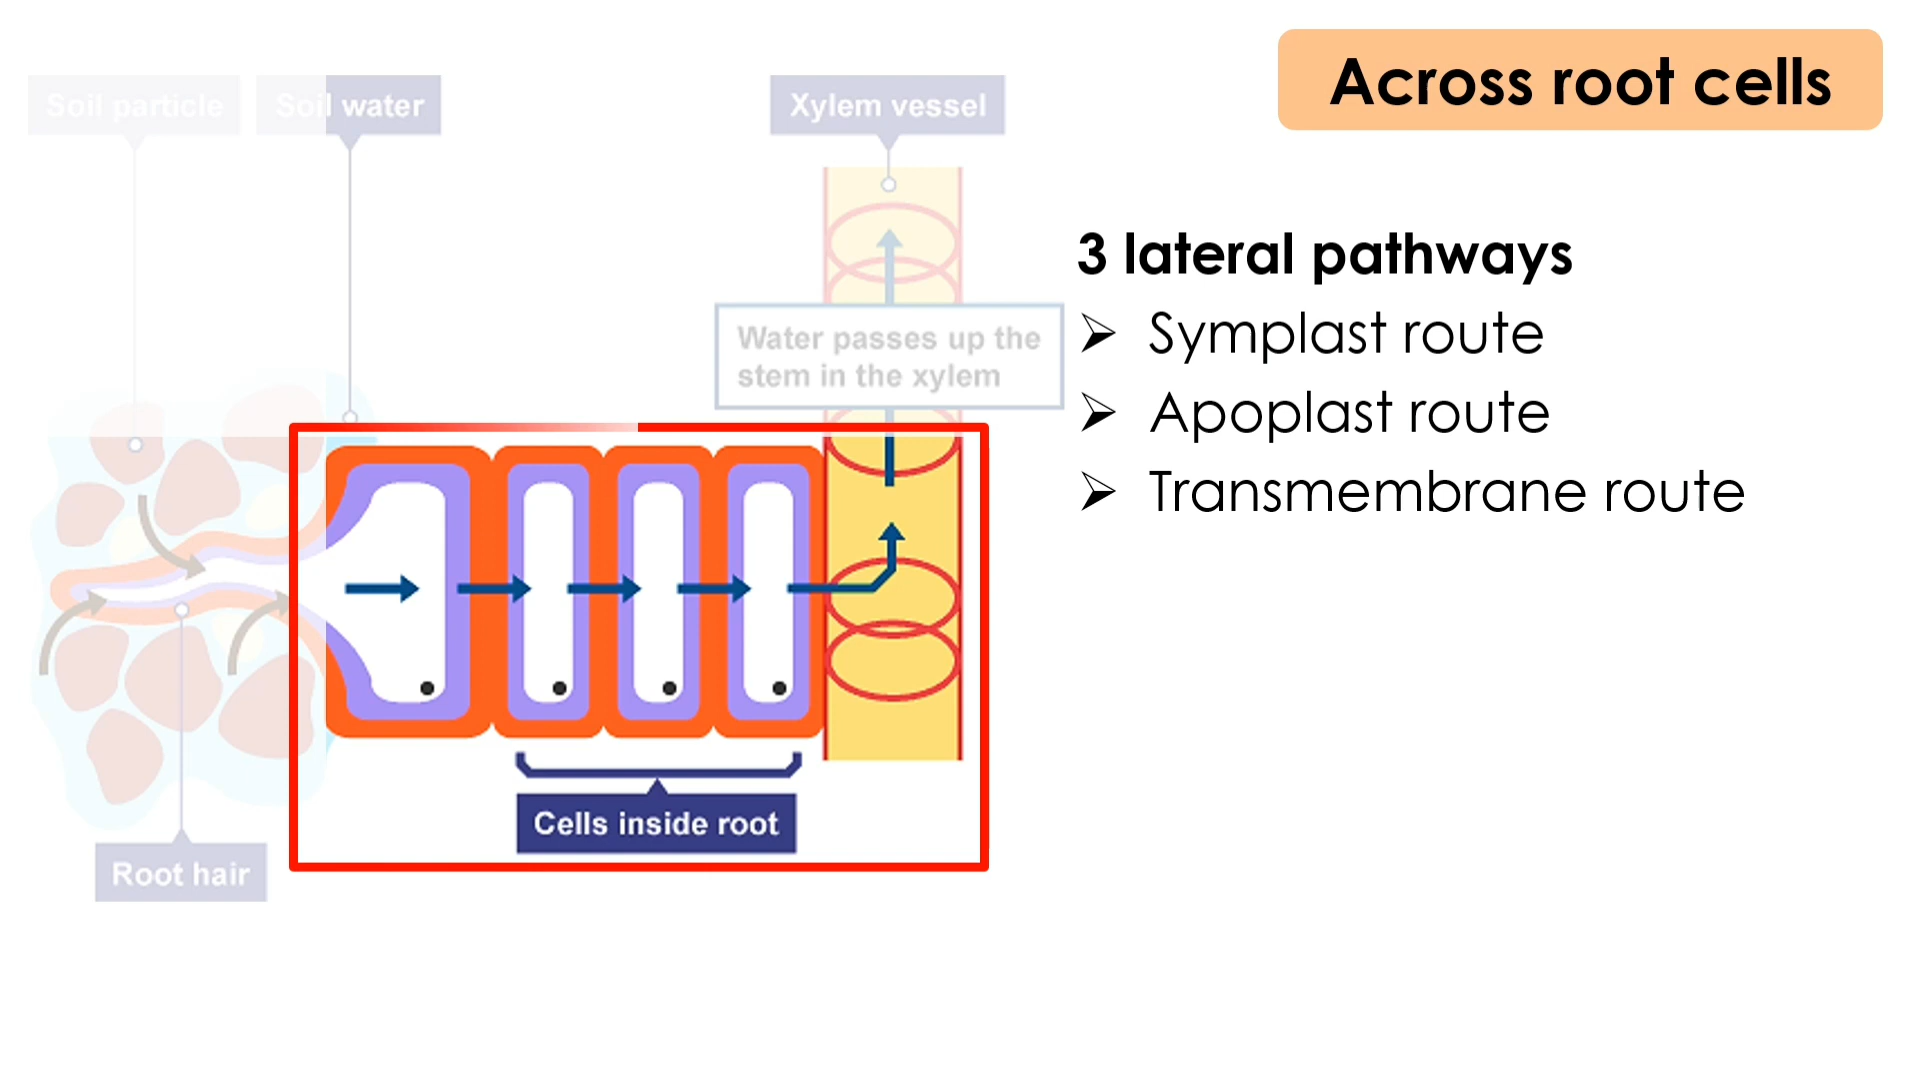 Across root cells
Soil particle
Soil water
Xylem vessel
3 lateral pathways
Symplast route
Apoplast route
Transmembrane route
Water passes up the
stem in the xylem
Cells inside root
Root hair